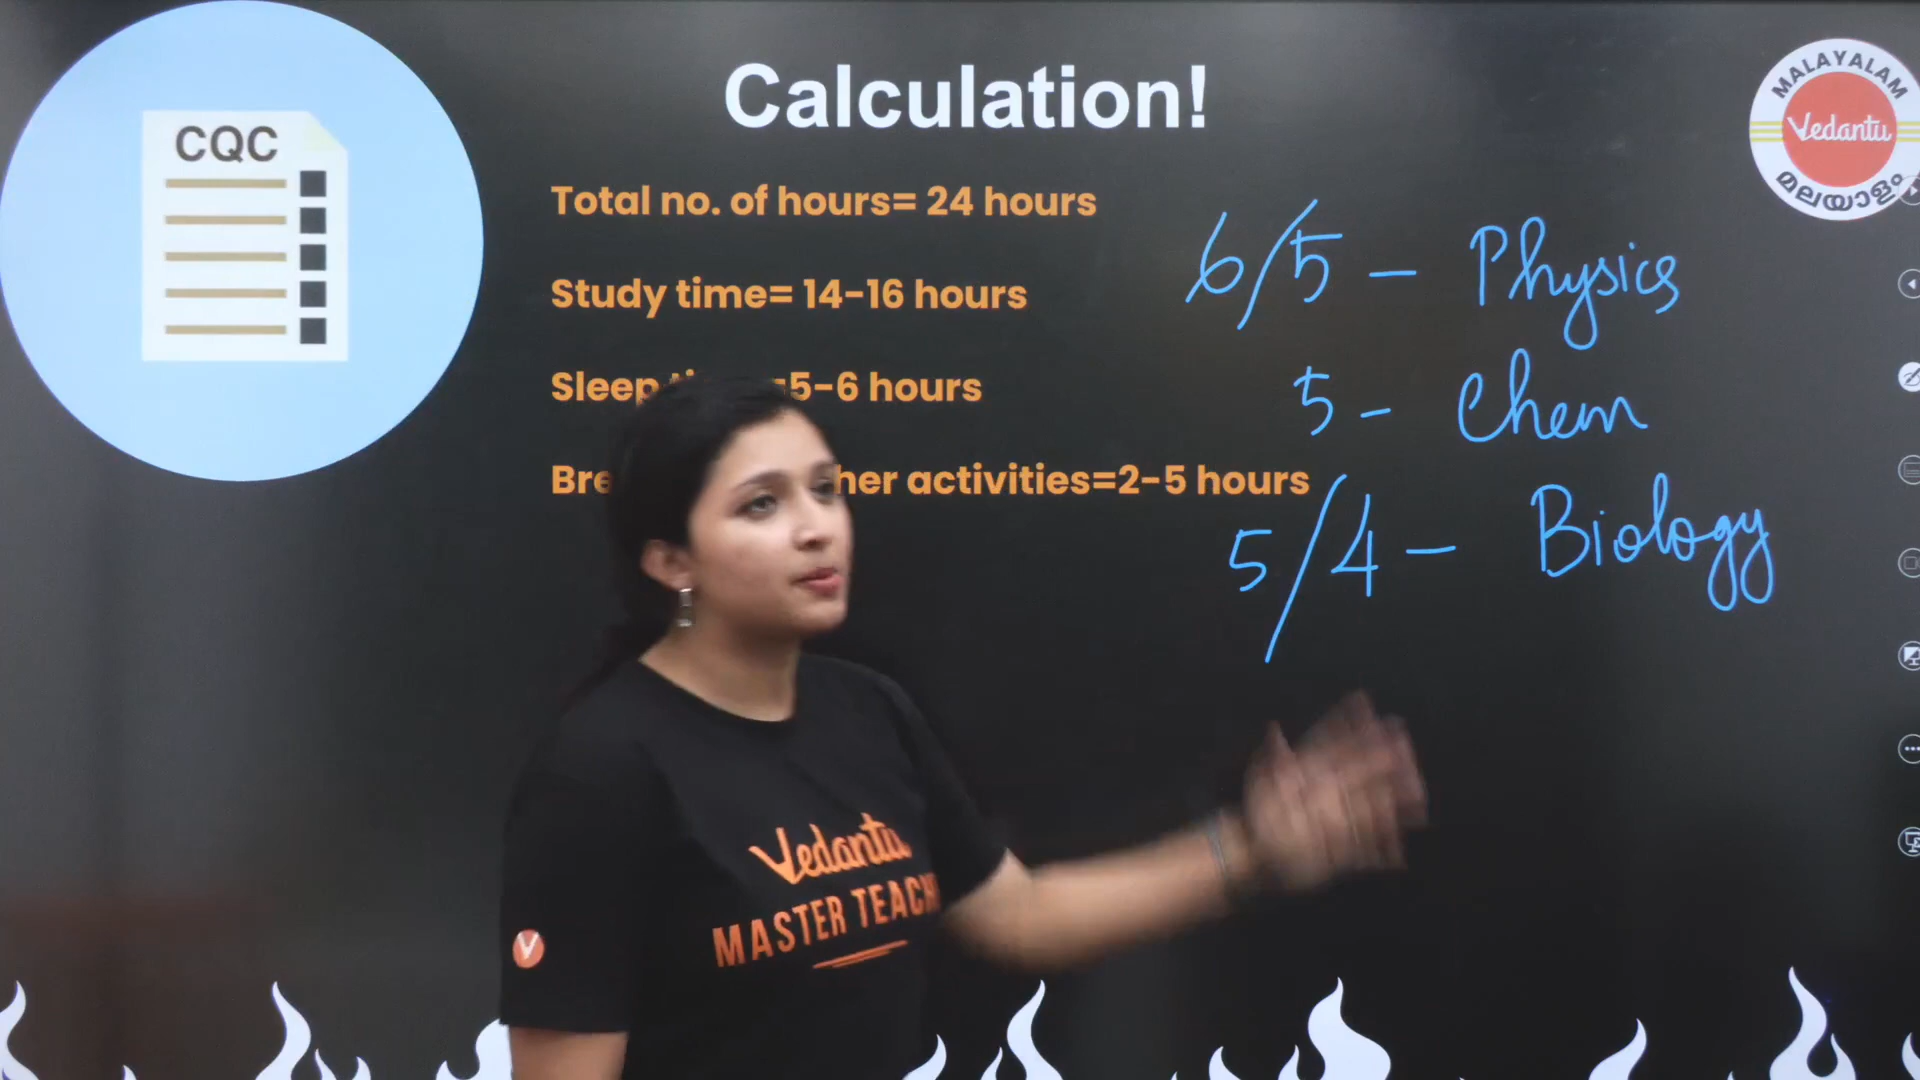 CQC
Calculation!
Total no. of hours= 24 hours
Study time= 14-16 hours
Sleep =5-6 hours
activities=2-5 hours
6/5 - Physics
5 - Chem
5/4 - Biology
MALAYALAM
Vedantu
മലയാളം
Vedantu
MASTER
V